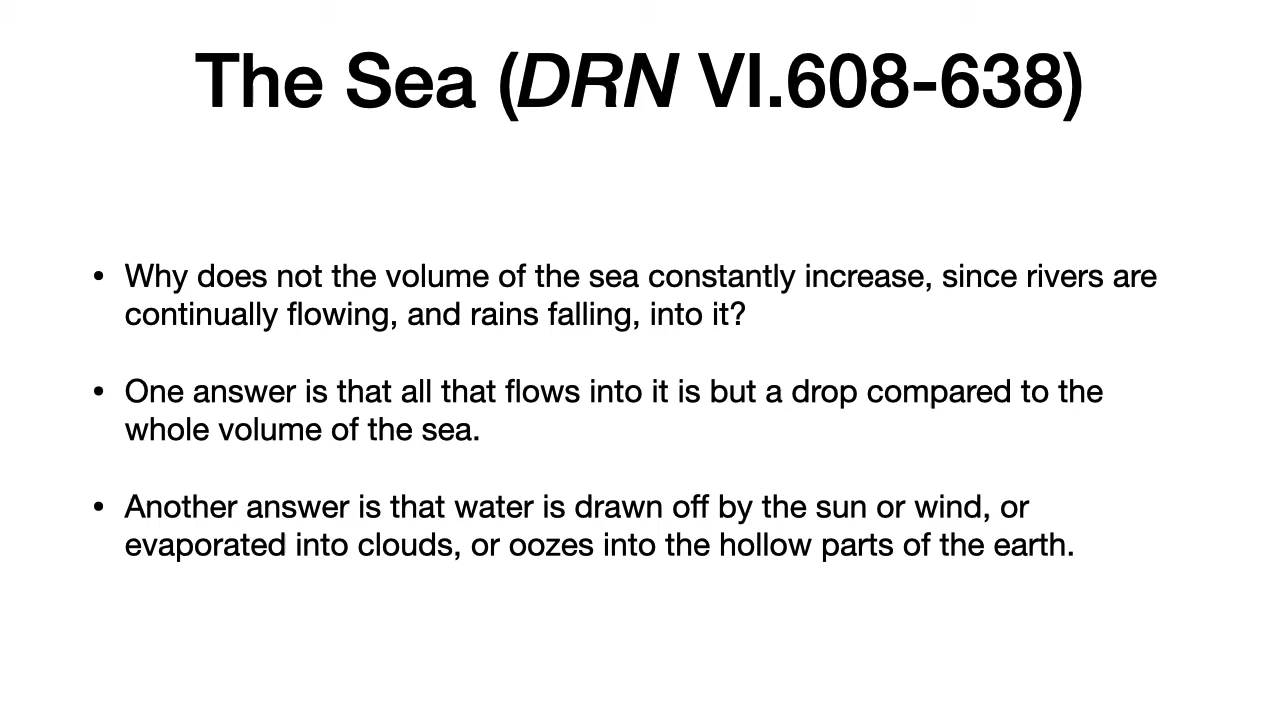 The Sea (DRN VI.608-638)
• Why does not the volume of the sea constantly increase, since rivers are
continually flowing, and rains falling, into it?
• One answer is that all that flows into it is but a drop compared to the
whole volume of the sea.
• Another answer is that water is drawn off by the sun or wind, or
evaporated into clouds, or oozes into the hollow parts of the earth.